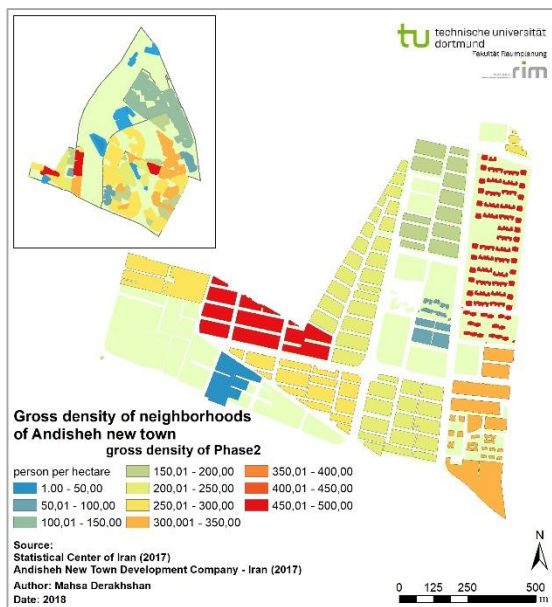 tu technische universität
dortmund
Fakultät Raumplanung
rim
Gross density of neighborhoods
of Andisheh new town
gross density of Phase2
person per hectare
1.00 - 50,00
50,01 - 100,00
100,01 - 150,00
150,01 - 200,00
200,01 - 250,00
250,01 - 300,00
300,001 - 350,00
350,01 - 400,00
400,01 - 450,00
450,01 - 500,00
Source:
Statistical Center of Iran (2017)
Andisheh New Town Development Company - Iran (2017)
Author: Mahsa Derakhshan
Date: 2018
N
0 250 500
m